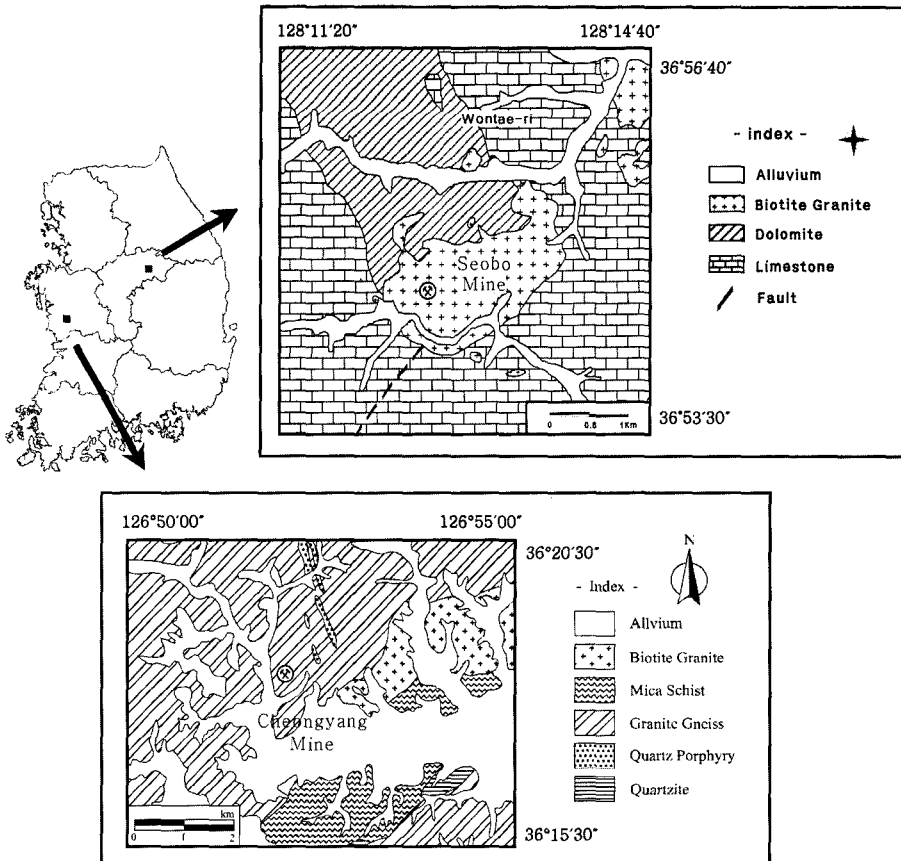 128°11′20″ 128°14′40″
36°56′40″
Wontae-ri
Seobo
Mine
36°53′30″
0 0.5 1Km
- index -
Alluvium
Biotite Granite
Dolomite
Limestone
Fault
126°50′00″ 126°55′00″
36°20′30″
Cheongyang
Mine
36°15′30″
km
0 1 2
N
- Index -
Allvium
Biotite Granite
Mica Schist
Granite Gneiss
Quartz Porphyry
Quartzite